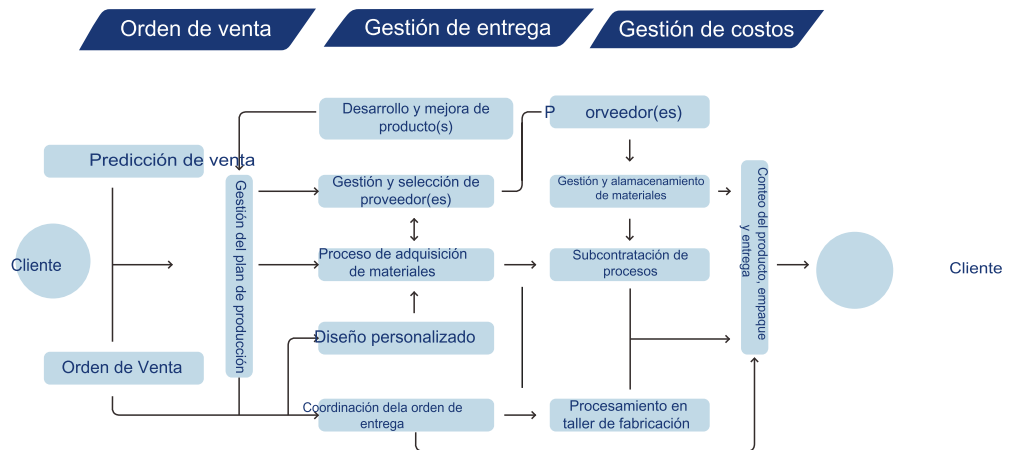 Orden de venta
Gestión de entrega
Gestión de costos
Desarrollo y mejora de
producto(s)
P orveedor(es)
Predicción de venta
Gestión del plan de producción
Gestión y selección de
proveedor(es)
Gestión y alamacenamiento
de materiales
Conteo del producto, empaque
y entrega
Cliente
Proceso de adquisición
de materiales
Subcontratación de
procesos
Cliente
Diseño personalizado
Orden de Venta
Coordinación dela orden de
entrega
Procesamiento en
taller de fabricación